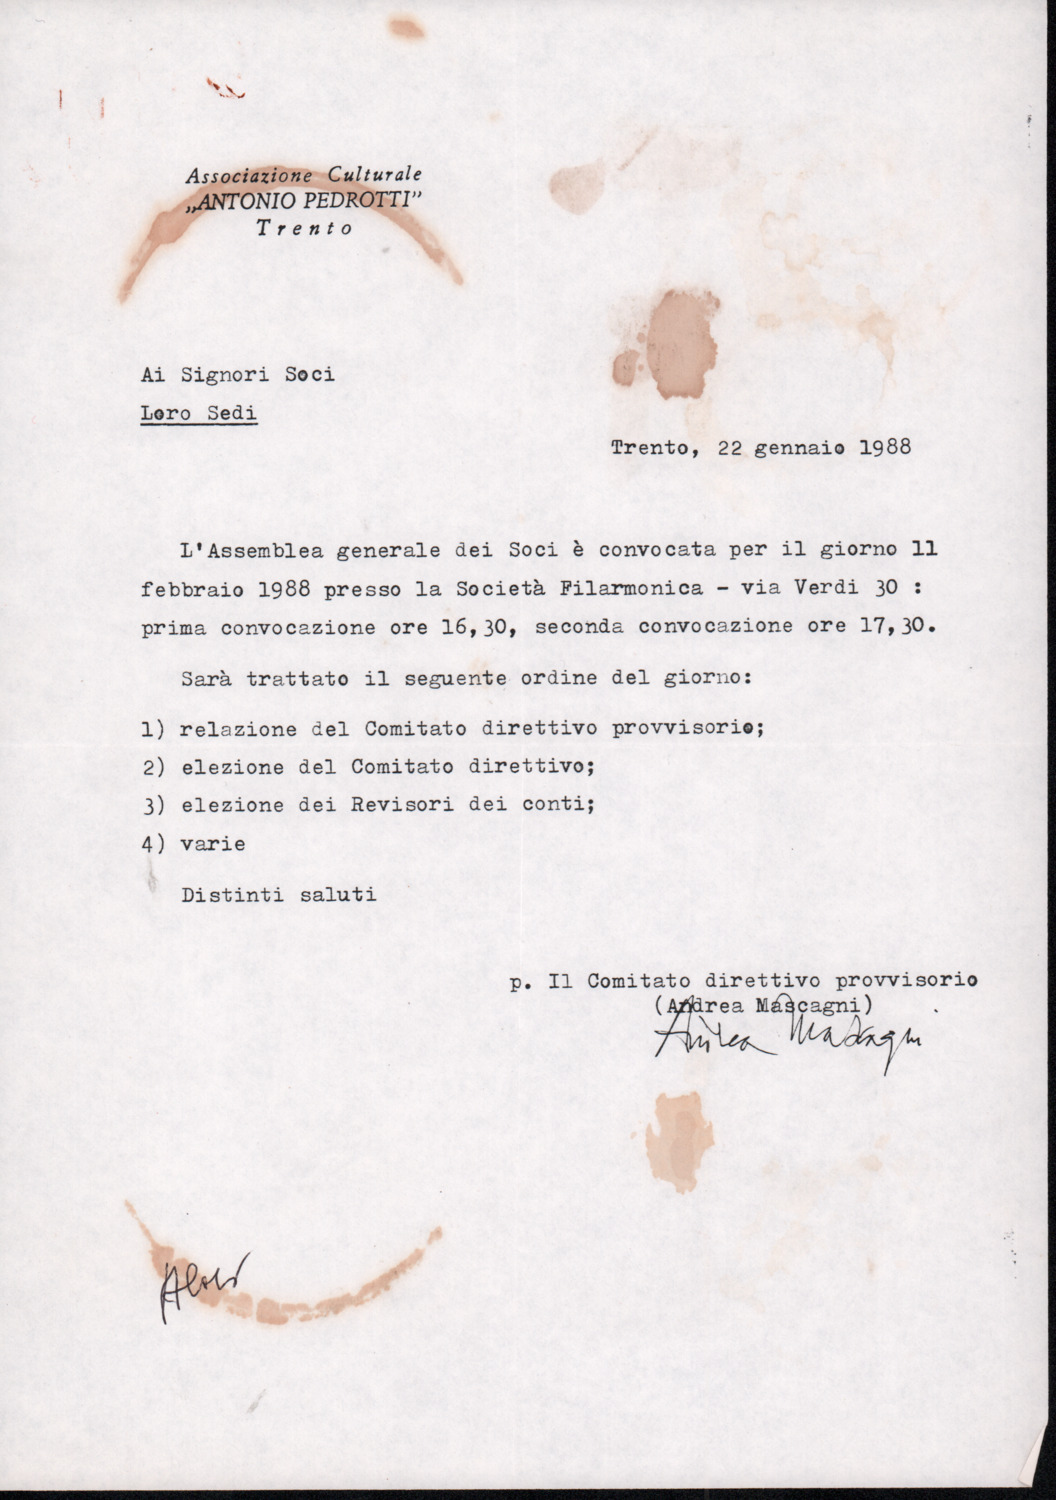 Associazione Culturale
„ANTONIO PEDROTTI”
Trento
Ai Signori Soci
Loro Sedi
Trento, 22 gennaio 1988
L'Assemblea generale dei Soci è convocata per il giorno 11
febbraio 1988 presso la Società Filarmonica - via Verdi 30 :
prima convocazione ore 16,30, seconda convocazione ore 17,30.
Sarà trattato il seguente ordine del giorno:
1) relazione del Comitato direttivo provvisorio;
2) elezione del Comitato direttivo;
3) elezione dei Revisori dei conti;
4) varie
Distinti saluti
p. Il Comitato direttivo provvisorio
(Andrea Mascagni)
Andrea Mascagni